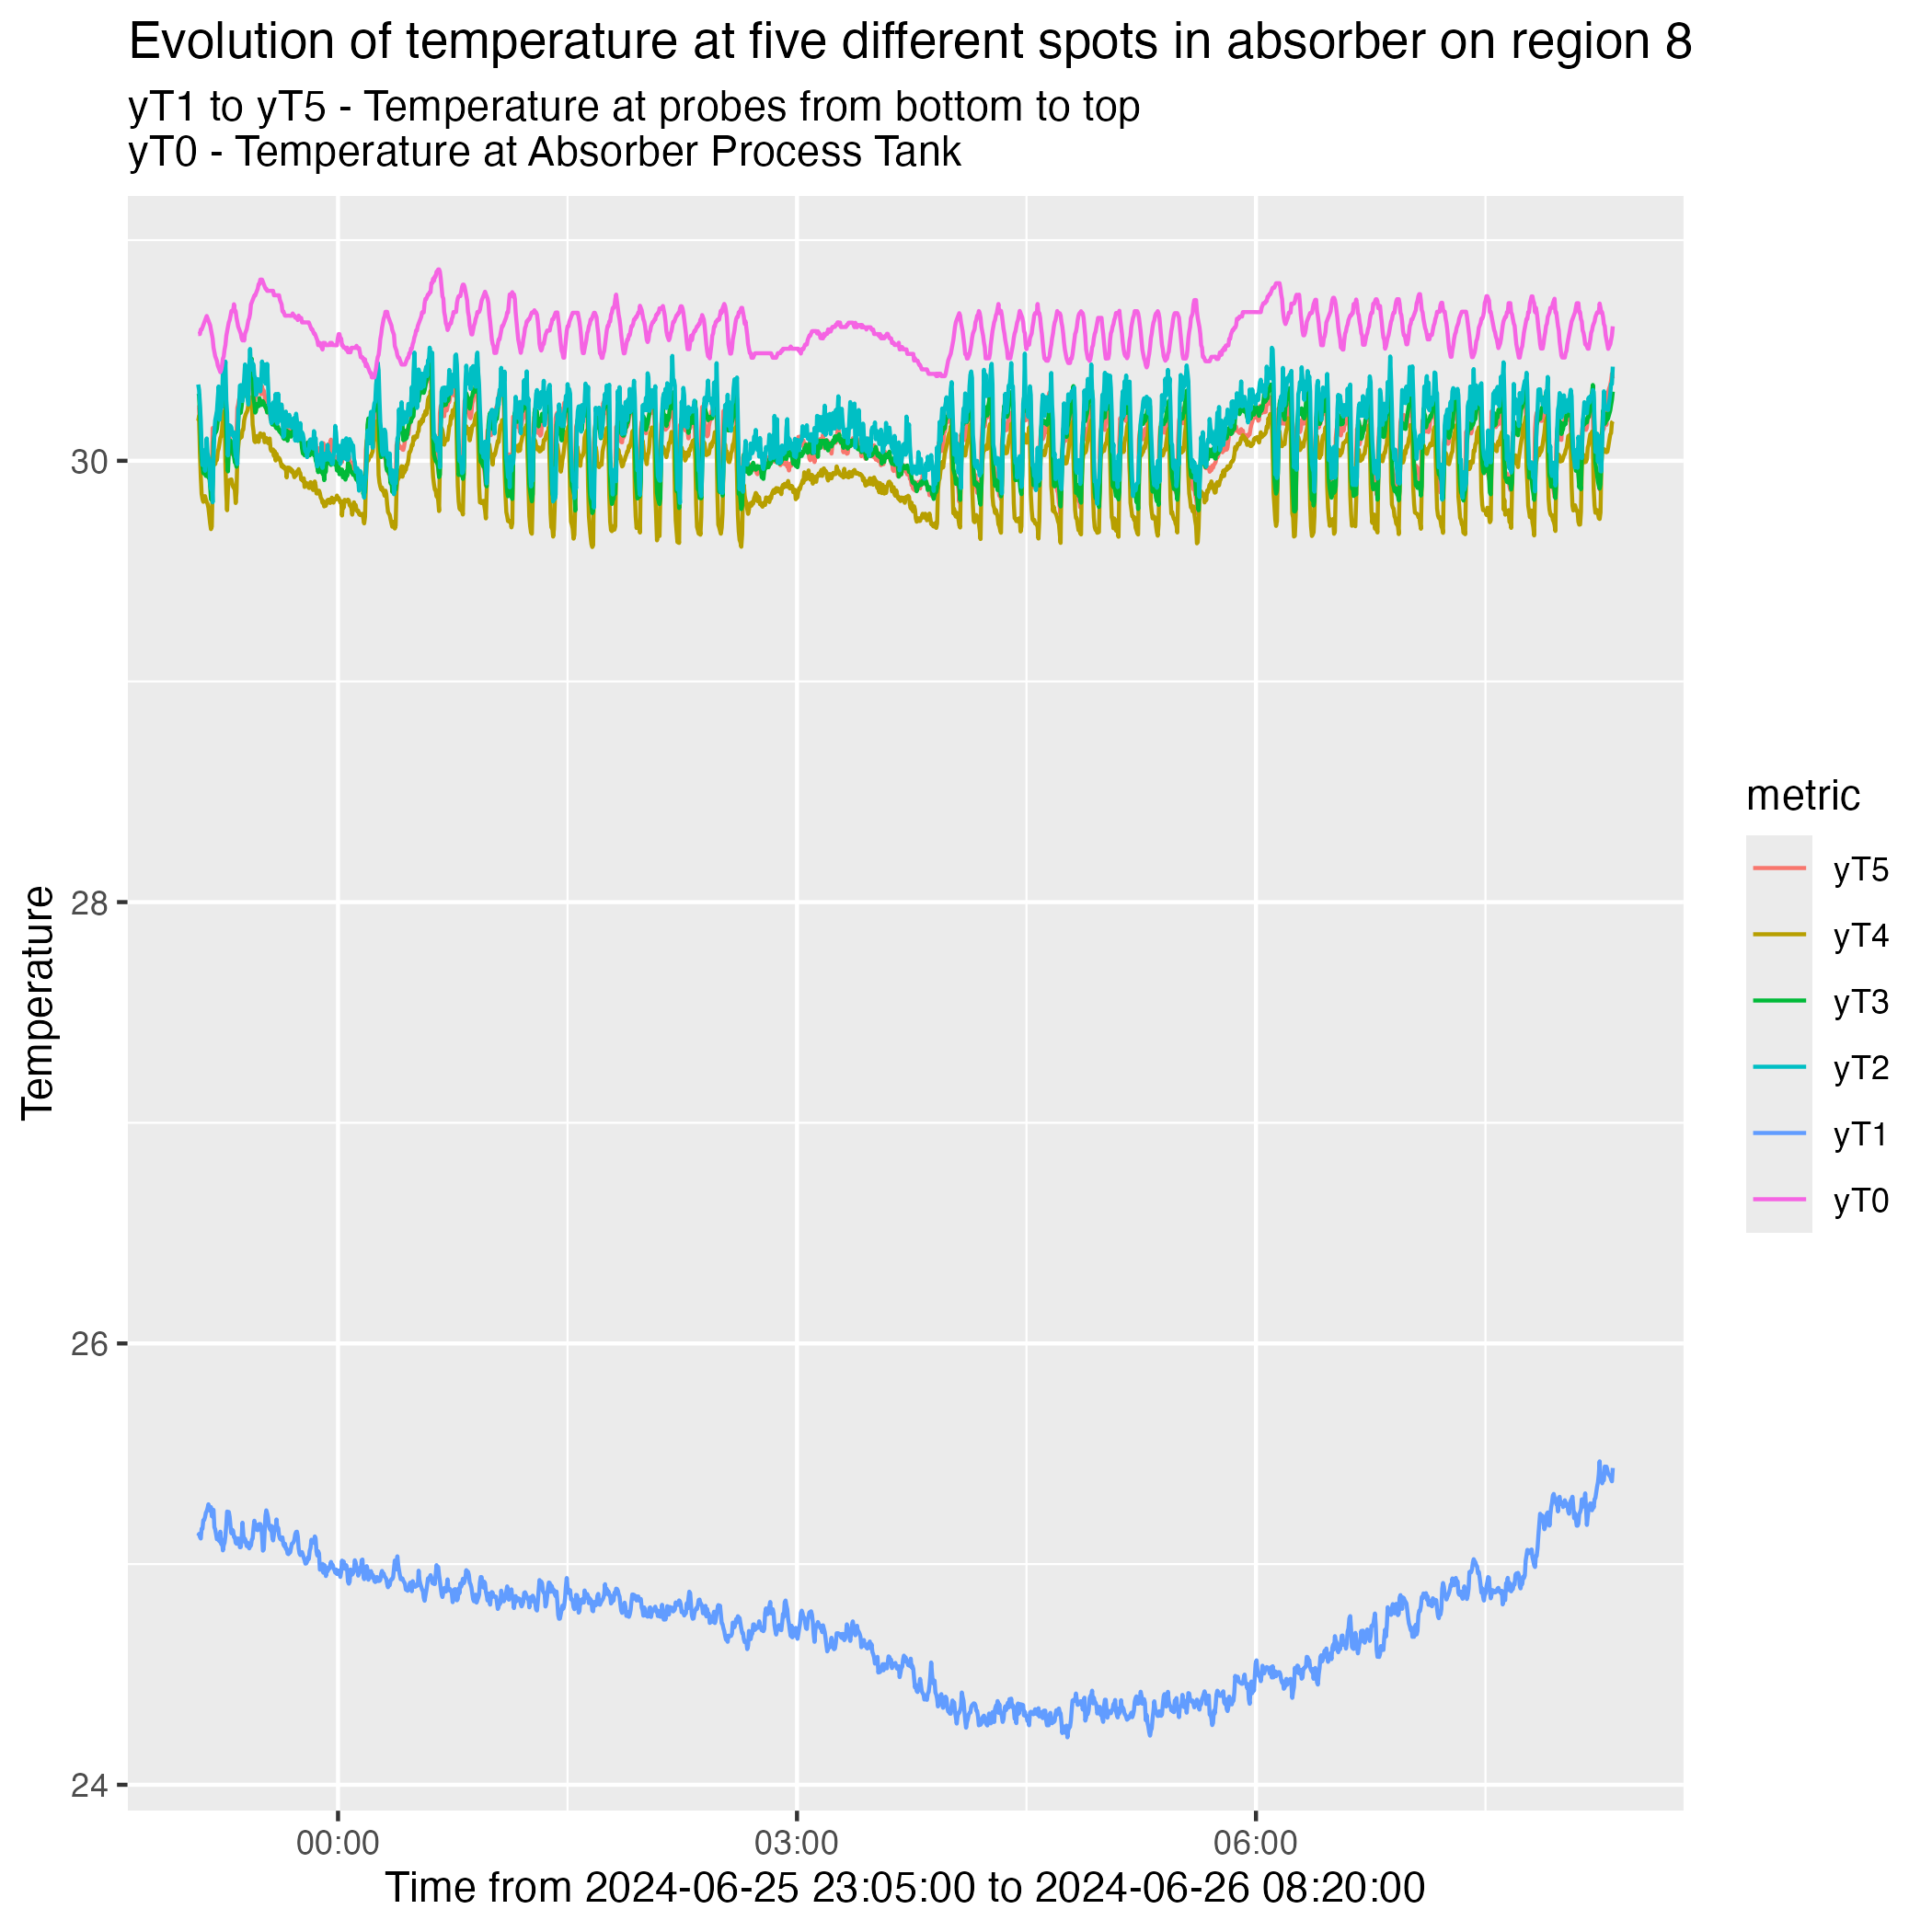 Evolution of temperature at five different spots in absorber on region 8
yT1 to yT5 - Temperature at probes from bottom to top
yT0 - Temperature at Absorber Process Tank
30
28
26
24
Temperature
00:00
03:00
06:00
Time from 2024-06-25 23:05:00 to 2024-06-26 08:20:00
metric
yT5
yT4
yT3
yT2
yT1
yT0